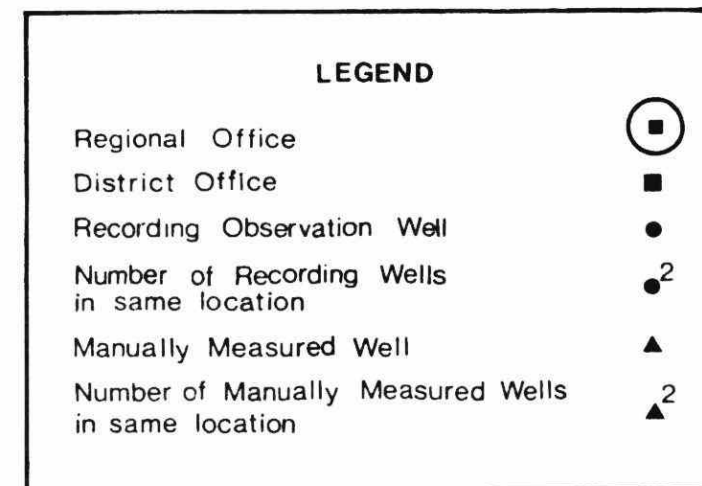 LEGEND
Regional Office
District Office
Recording Observation Well
Number of Recording Wells 2
in same location
Manually Measured Well
Number of Manually Measured Wells 2
in same location